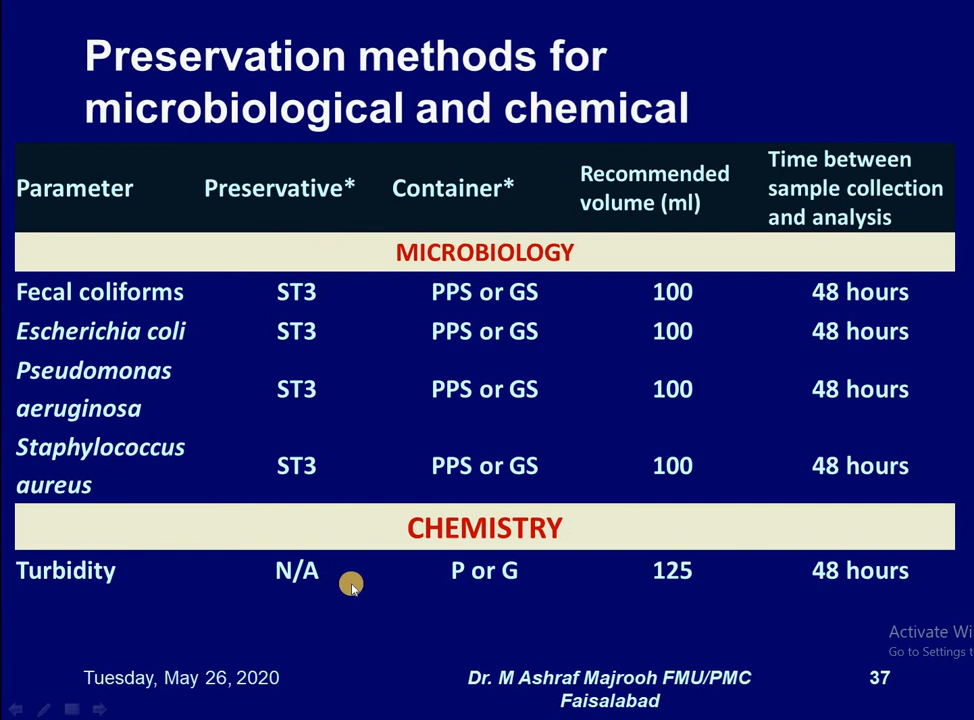 Preservation methods for
microbiological and chemical
Parameter Preservative* Container* Recommended volume (ml) Time between sample collection and analysis
MICROBIOLOGY
Fecal coliforms ST3 PPS or GS 100 48 hours
Escherichia coli ST3 PPS or GS 100 48 hours
Pseudomonas aeruginosa ST3 PPS or GS 100 48 hours
Staphylococcus aureus ST3 PPS or GS 100 48 hours
CHEMISTRY
Turbidity N/A P or G 125 48 hours
Activate Wi
Go to Settings t
Tuesday, May 26, 2020 Dr. M Ashraf Majrooh FMU/PMC Faisalabad 37